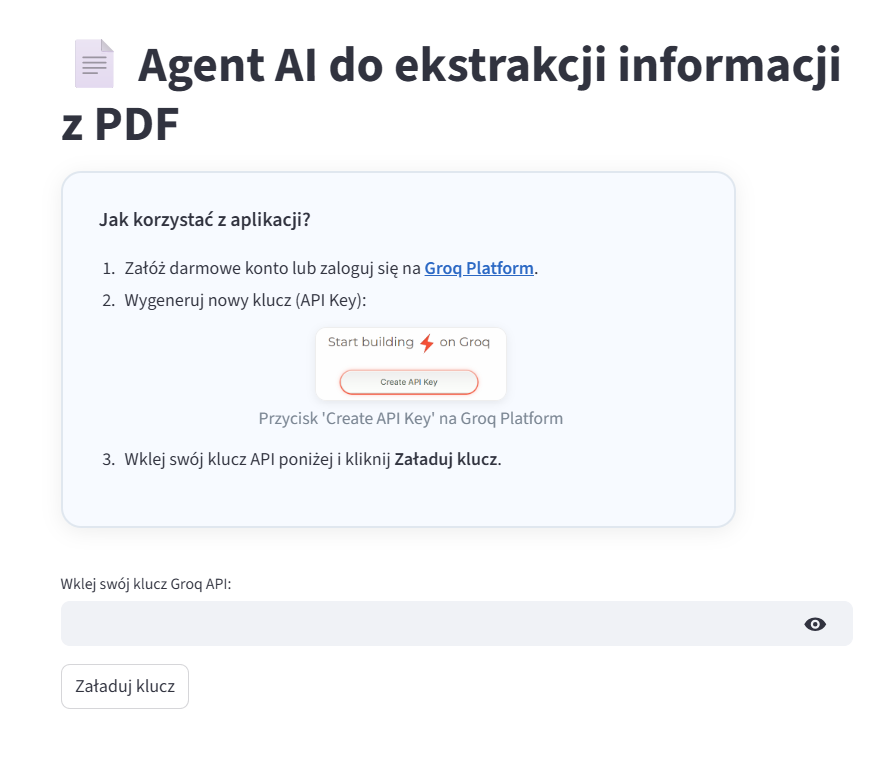 Agent AI do ekstrakcji informacji
z PDF
Jak korzystać z aplikacji?
1. Załóż darmowe konto lub zaloguj się na Groq Platform.
2. Wygeneruj nowy klucz (API Key):
Start building on Groq
Create API Key
Przycisk 'Create API Key' na Groq Platform
3. Wklej swój klucz API poniżej i kliknij Załaduj klucz.
Wklej swój klucz Groq API:
Załaduj klucz